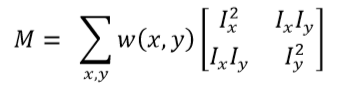 M = ∑_{x,y} w(x,y) [I_x^2 I_xI_y; I_xI_y I_y^2]